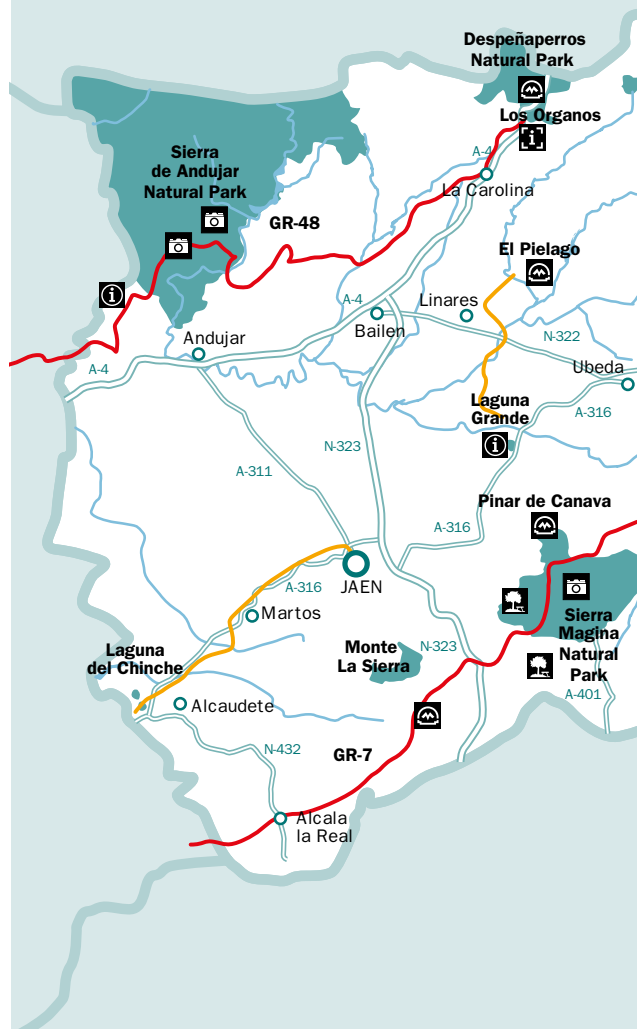 Despeñaperros
Natural Park
Los Organos
A-4
La Carolina
Sierra
de Andujar
Natural Park
GR-48
El Pielago
A-4
Linares
Bailen
Andujar
N-322
A-4
Ubeda
Laguna
Grande
A-316
N-323
A-311
Pinar de Canava
A-316
A-316
JAEN
Martos
Sierra
Magina
Natural
Park
Monte
La Sierra
N-323
Laguna
del Chinche
A-401
Alcaudete
N-432
GR-7
Alcala
la Real